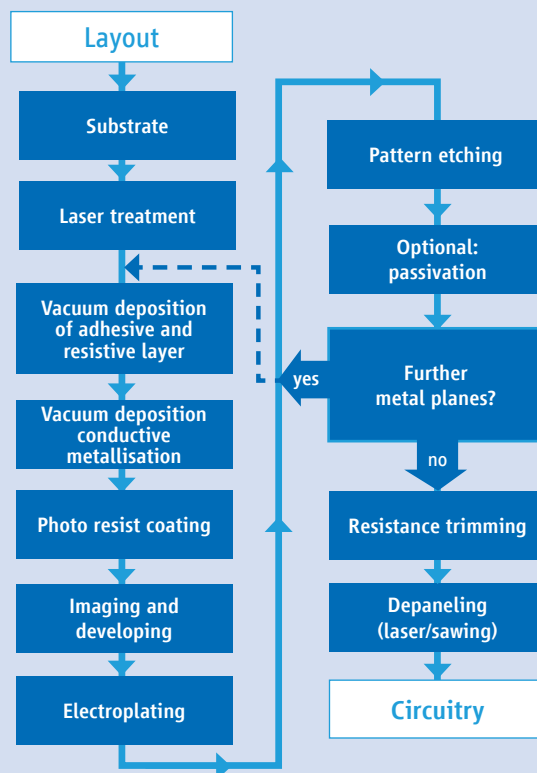 Layout
Substrate
Laser treatment
Vacuum deposition
of adhesive and
resistive layer
Vacuum deposition
conductive
metallisation
Photo resist coating
Imaging and
developing
Electroplating
Pattern etching
Optional:
passivation
Further
metal planes?
yes
no
Resistance trimming
Depaneling
(laser/sawing)
Circuitry